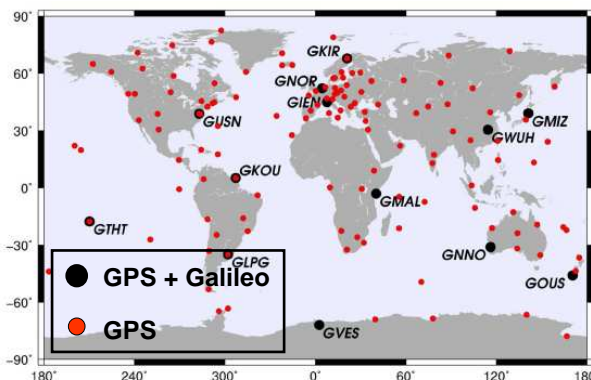 90°
60°
30°
0°
−30°
−60°
−90°
GKIR
GNOR
GIEN
GUSN
GMIZ
GWUH
GKOU
GMAL
GTHT
GLPG
GNNO
GOUS
GVES
GPS + Galileo
GPS
180°
240°
300°
0°
60°
120°
180